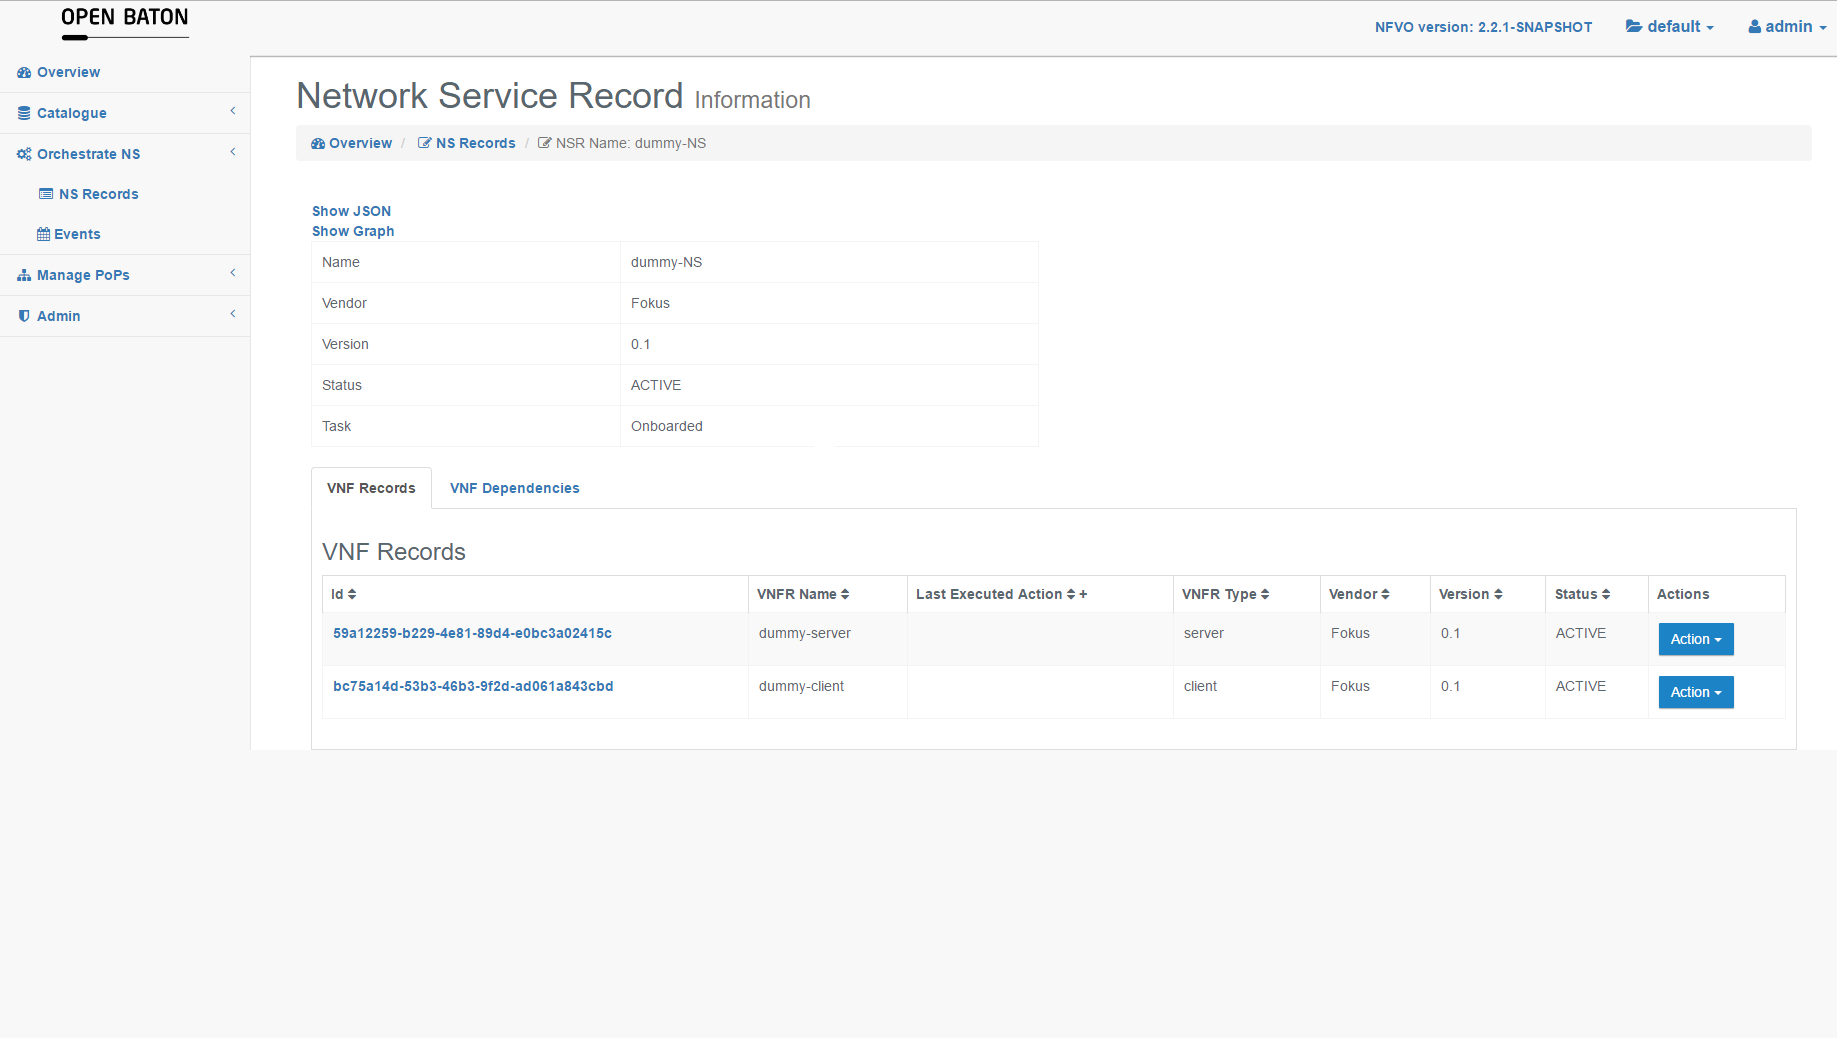 OPEN BATON
NFVO version: 2.2.1-SNAPSHOT default admin
Overview
Catalogue
Orchestrate NS
NS Records
Events
Manage PoPs
Admin
Network Service Record Information
Overview / NS Records / NSR Name: dummy-NS
Show JSON
Show Graph
Name dummy-NS
Vendor Fokus
Version 0.1
Status ACTIVE
Task Onboarded
VNF Records VNF Dependencies
VNF Records
Id VNFR Name Last Executed Action + VNFR Type Vendor Version Status Actions
59a12259-b229-4e81-89d4-e0bc3a02415c dummy-server server Fokus 0.1 ACTIVE Action
bc75a14d-53b3-46b3-9f2d-ad061a843cbd dummy-client client Fokus 0.1 ACTIVE Action